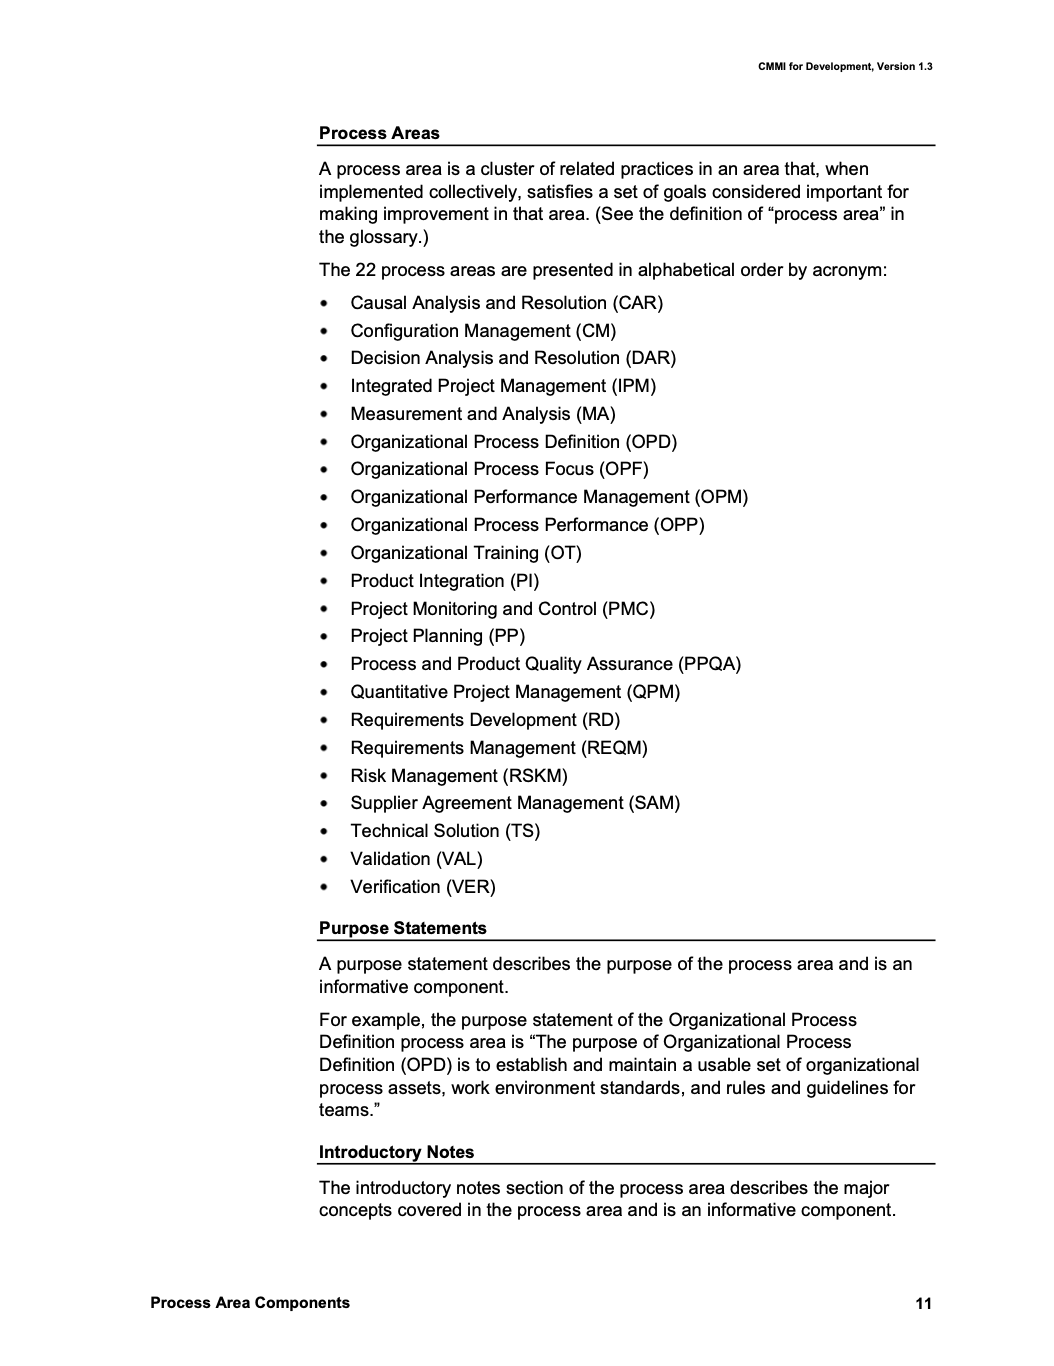 CMMI for Development, Version 1.3
Process Areas
A process area is a cluster of related practices in an area that, when
implemented collectively, satisfies a set of goals considered important for
making improvement in that area. (See the definition of “process area” in
the glossary.)
The 22 process areas are presented in alphabetical order by acronym:
• Causal Analysis and Resolution (CAR)
• Configuration Management (CM)
• Decision Analysis and Resolution (DAR)
• Integrated Project Management (IPM)
• Measurement and Analysis (MA)
• Organizational Process Definition (OPD)
• Organizational Process Focus (OPF)
• Organizational Performance Management (OPM)
• Organizational Process Performance (OPP)
• Organizational Training (OT)
• Product Integration (PI)
• Project Monitoring and Control (PMC)
• Project Planning (PP)
• Process and Product Quality Assurance (PPQA)
• Quantitative Project Management (QPM)
• Requirements Development (RD)
• Requirements Management (REQM)
• Risk Management (RSKM)
• Supplier Agreement Management (SAM)
• Technical Solution (TS)
• Validation (VAL)
• Verification (VER)
Purpose Statements
A purpose statement describes the purpose of the process area and is an
informative component.
For example, the purpose statement of the Organizational Process
Definition process area is “The purpose of Organizational Process
Definition (OPD) is to establish and maintain a usable set of organizational
process assets, work environment standards, and rules and guidelines for
teams.”
Introductory Notes
The introductory notes section of the process area describes the major
concepts covered in the process area and is an informative component.
Process Area Components 11